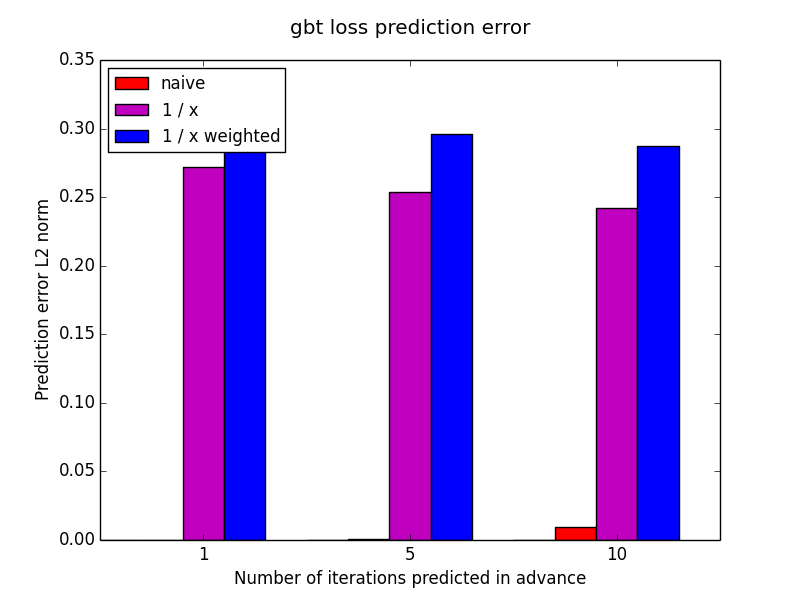 gbt loss prediction error
0.35
0.30
0.25
0.20
0.15
0.10
0.05
0.00
naive
1 / x
1 / x weighted
Prediction error L2 norm
1 5 10
Number of iterations predicted in advance